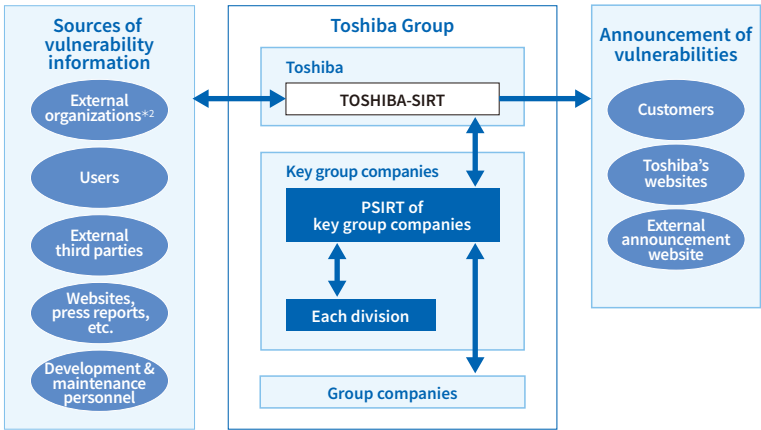 Sources of
vulnerability
information
External
organizations*2
Users
External
third parties
Websites,
press reports,
etc.
Development &
maintenance
personnel
Toshiba Group
Toshiba
TOSHIBA-SIRT
Key group companies
PSIRT of
key group companies
Each division
Group companies
Announcement of
vulnerabilities
Customers
Toshiba’s
websites
External
announcement
website